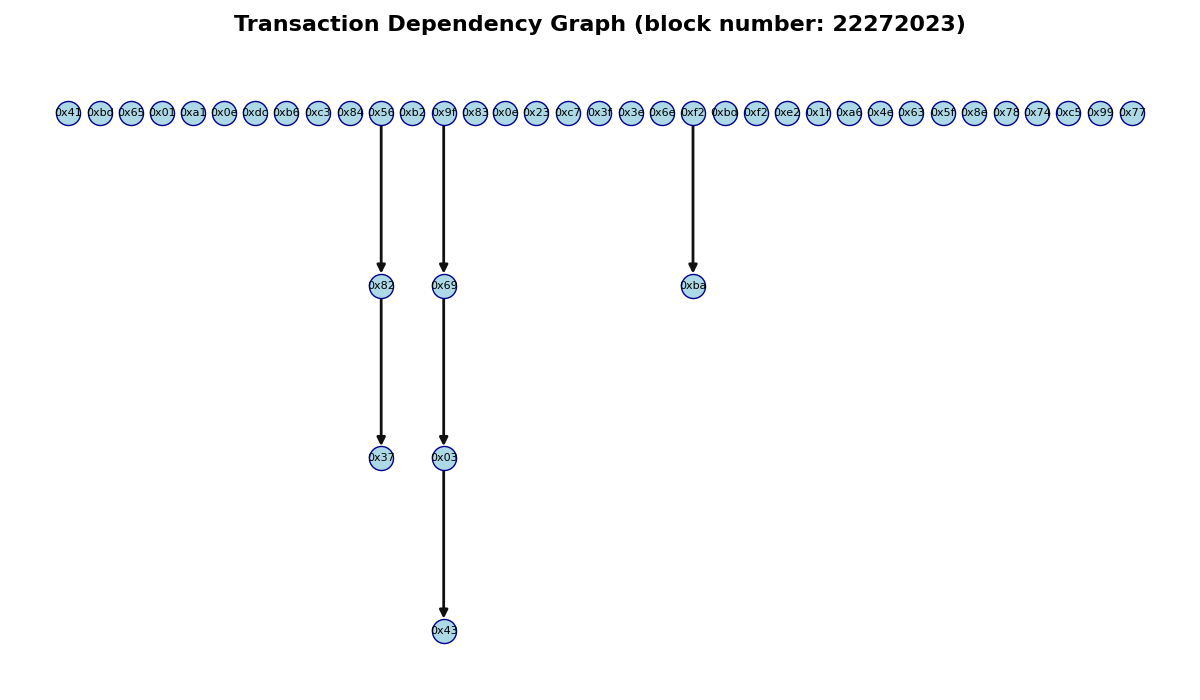 Transaction Dependency Graph (block number: 22272023)
0x41 0xbd 0x65 0x01 0xa1 0x0e 0xdc 0xb6 0xc3 0x84 0x56 0xb2 0x9f 0x83 0x0e 0x23 0xc7 0x3f 0x3e 0x6e 0xf2 0xf2 0xe2 0x1f 0xa6 0x4e 0x63 0x5f 0x8e 0x78 0x74 0xc5 0x99 0x77
0x82 0x69 0xba
0x37 0x03
0x43